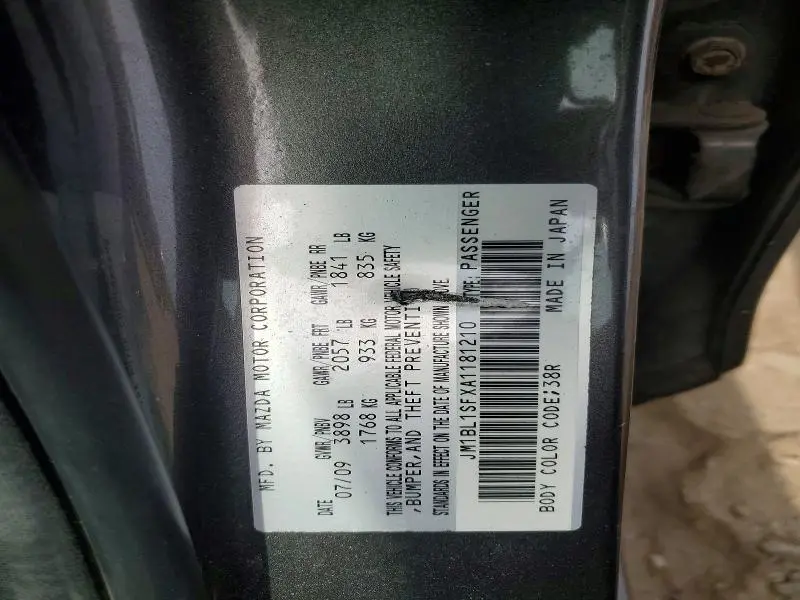 MFD. BY MAZDA MOTOR CORPORATION
DATE GVWR/PNBV GAWR/PNBE FRT GAWR/PNBE RR
07/09 3898 LB 2057 LB 1841 LB
1768 KG 933 KG 835 KG
THIS VEHICLE CONFORMS TO ALL APPLICABLE FEDERAL MOTOR VEHICLE SAFETY
,BUMPER,AND THEFT PREVENTI
STANDARDS IN EFFECT ON THE DATE OF MANUFACTURE SHOWN OVE
JM1BL1SFXA1181210 TYPE: PASSENGER
BODY COLOR CODE;38R MADE IN JAPAN